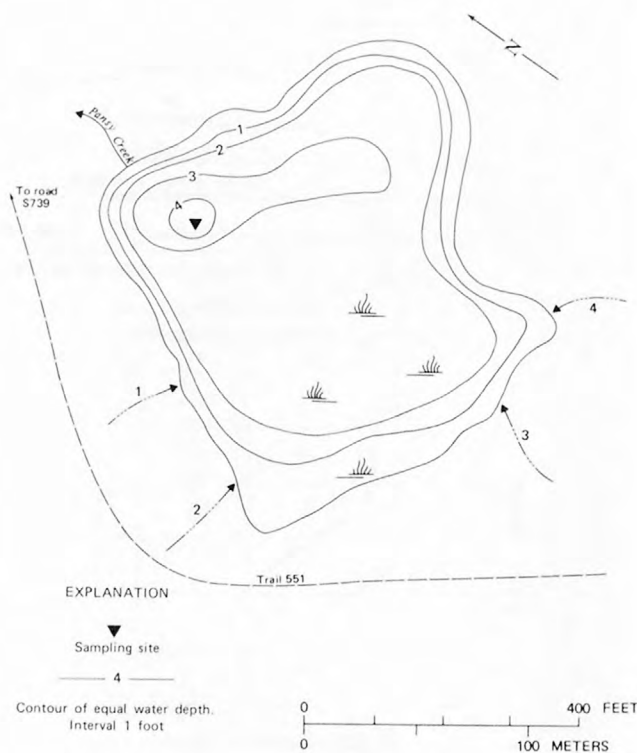 N
Pansy Creek
To road
S739
1
2
3
4
4
1
3
2
Trail 551
EXPLANATION
Sampling site
4
Contour of equal water depth.
Interval 1 foot
0 400 FEET
0 100 METERS